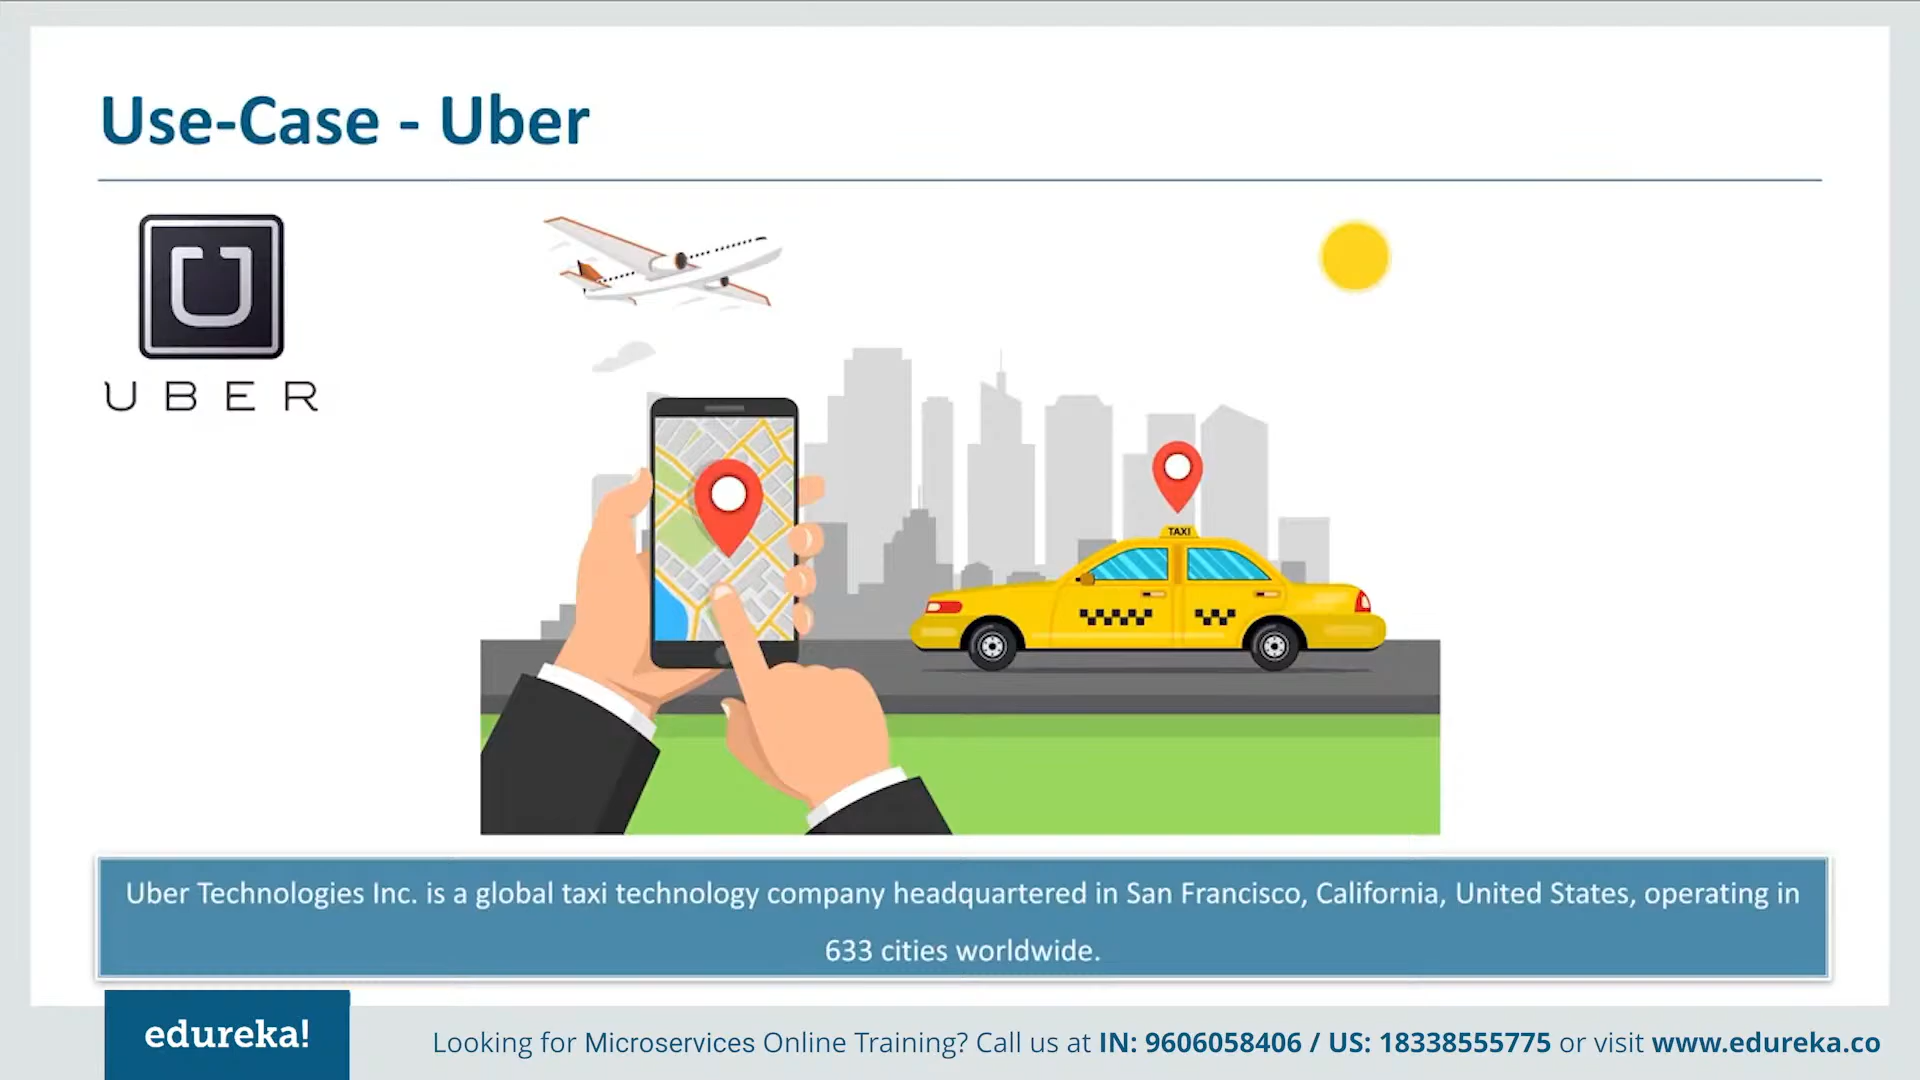 Use-Case - Uber
U
UBER
TAXI
Uber Technologies Inc. is a global taxi technology company headquartered in San Francisco, California, United States, operating in
633 cities worldwide.
edureka!
Looking for Microservices Online Training? Call us at IN: 9606058406 / US: 18338555775 or visit www.edureka.co